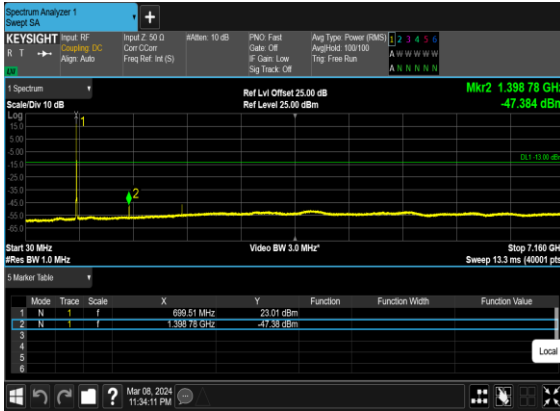 Spectrum Analyzer 1
Swept SA
+
KEYSIGHT
R T
Input: RF
Coupling: DC
Align: Auto
Input Z: 50 Ω
Corr CCorr
Freq Ref: Int (S)
#Atten: 10 dB
PNO: Fast
Gate: Off
IF Gain: Low
Sig Track: Off
Avg Type: Power (RMS)
Avg|Hold: 100/100
Trig: Free Run
1 2 3 4 5 6
A W W W W W
A N N N N N
1 Spectrum
Scale/Div 10 dB
Ref Lvl Offset 25.00 dB
Ref Level 25.00 dBm
Mkr2 1.398 78 GHz
-47.384 dBm
Log
15.0
5.00
-5.00
-15.0
-25.0
-35.0
-45.0
-55.0
-65.0
1
2
DL1 -13.00 dBm
Start 30 MHz
#Res BW 1.0 MHz
Video BW 3.0 MHz*
Stop 7.160 GHz
Sweep 13.3 ms (40001 pts)
5 Marker Table
Mode Trace Scale X Y Function Function Width Function Value
1 N 1 f 699.51 MHz 23.01 dBm
2 N 1 f 1.398 78 GHz -47.38 dBm
3
4
5
6
Local
?
Mar 08, 2024
11:34:11 PM